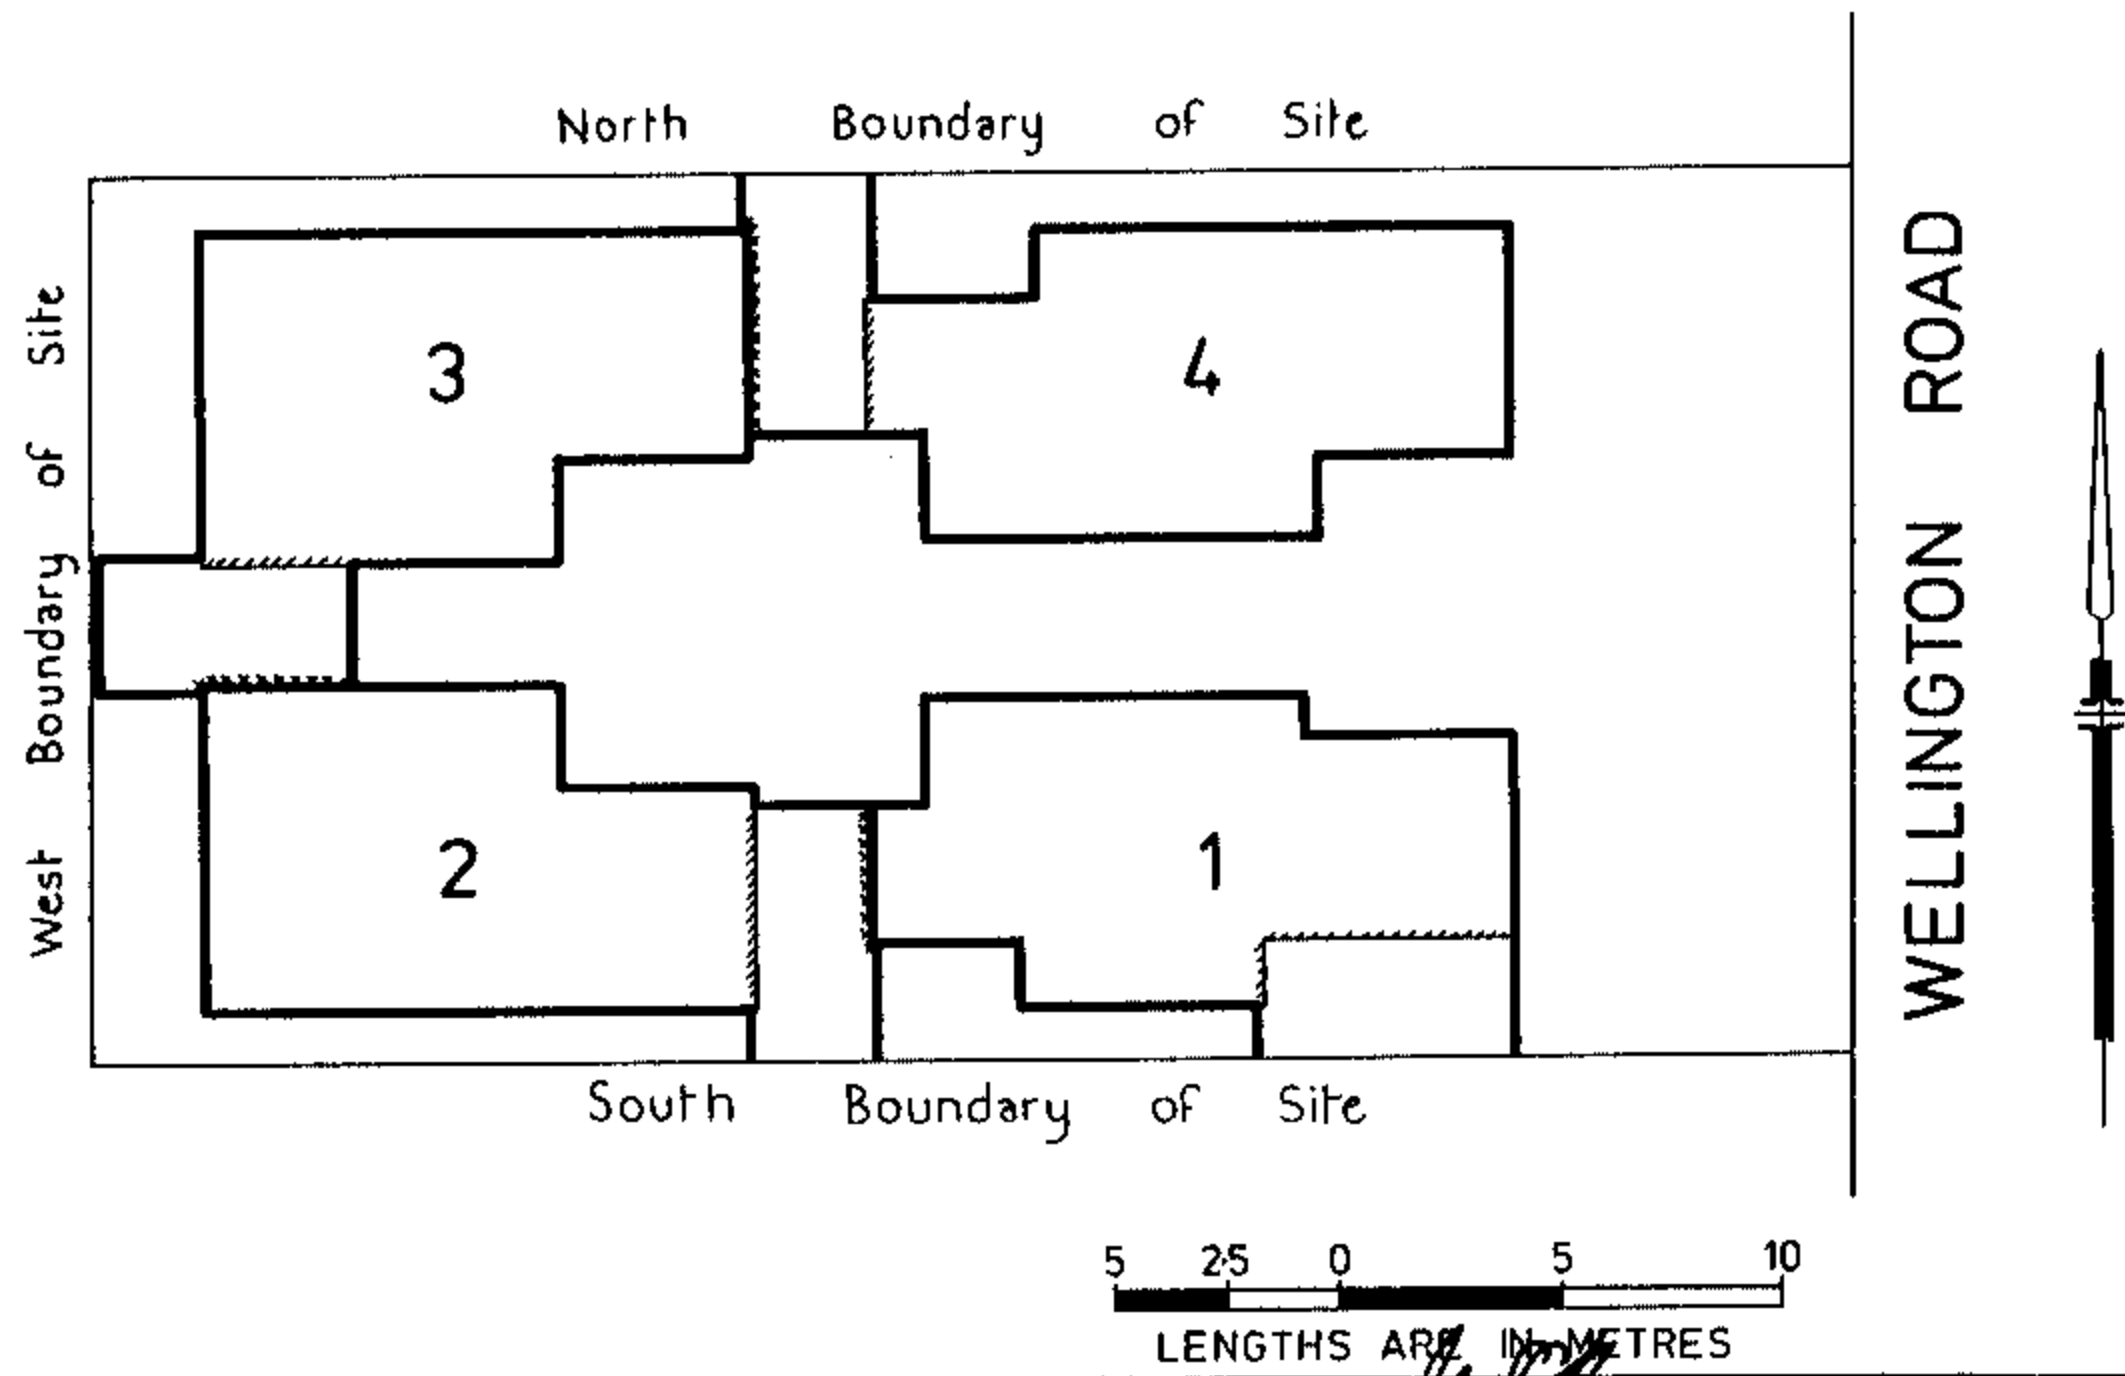 North Boundary of Site
West Boundary of Site
3
4
2
1
WELLINGTON ROAD
South Boundary of Site
5 2·5 0 5 10
LENGTHS ARE IN METRES